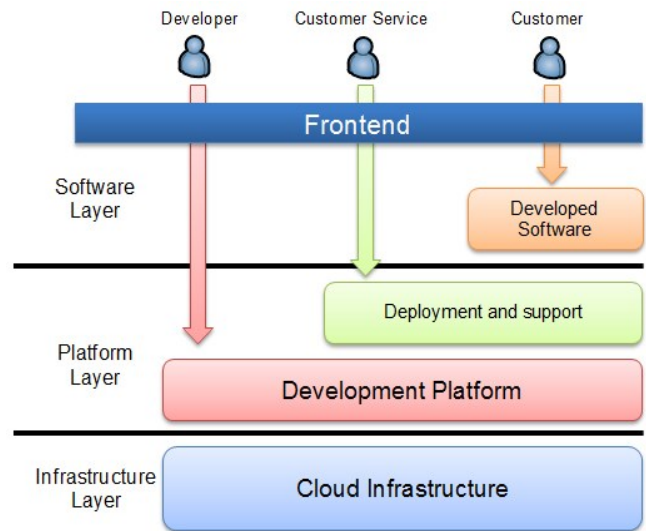 Developer
Customer Service
Customer
Frontend
Software
Layer
Developed
Software
Deployment and support
Platform
Layer
Development Platform
Infrastructure
Layer
Cloud Infrastructure